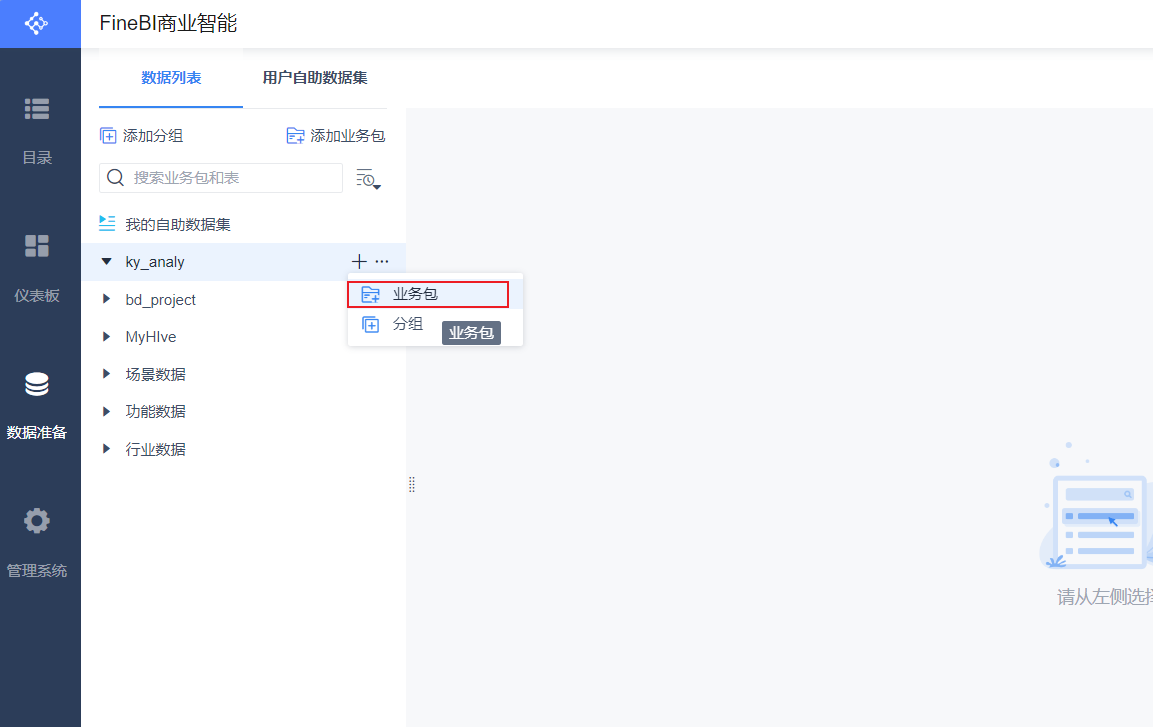 FineBI商业智能
数据列表
用户自助数据集
添加分组
添加业务包
搜索业务包和表
我的自助数据集
ky_analy
业务包
分组
业务包
bd_project
MyHIve
场景数据
功能数据
行业数据
目录
仪表板
数据准备
管理系统
请从左侧选择